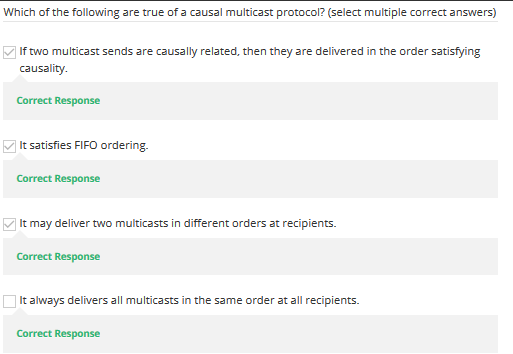 Which of the following are true of a causal multicast protocol? (select multiple correct answers)
If two multicast sends are causally related, then they are delivered in the order satisfying
causality.
Correct Response
It satisfies FIFO ordering.
Correct Response
It may deliver two multicasts in different orders at recipients.
Correct Response
It always delivers all multicasts in the same order at all recipients.
Correct Response